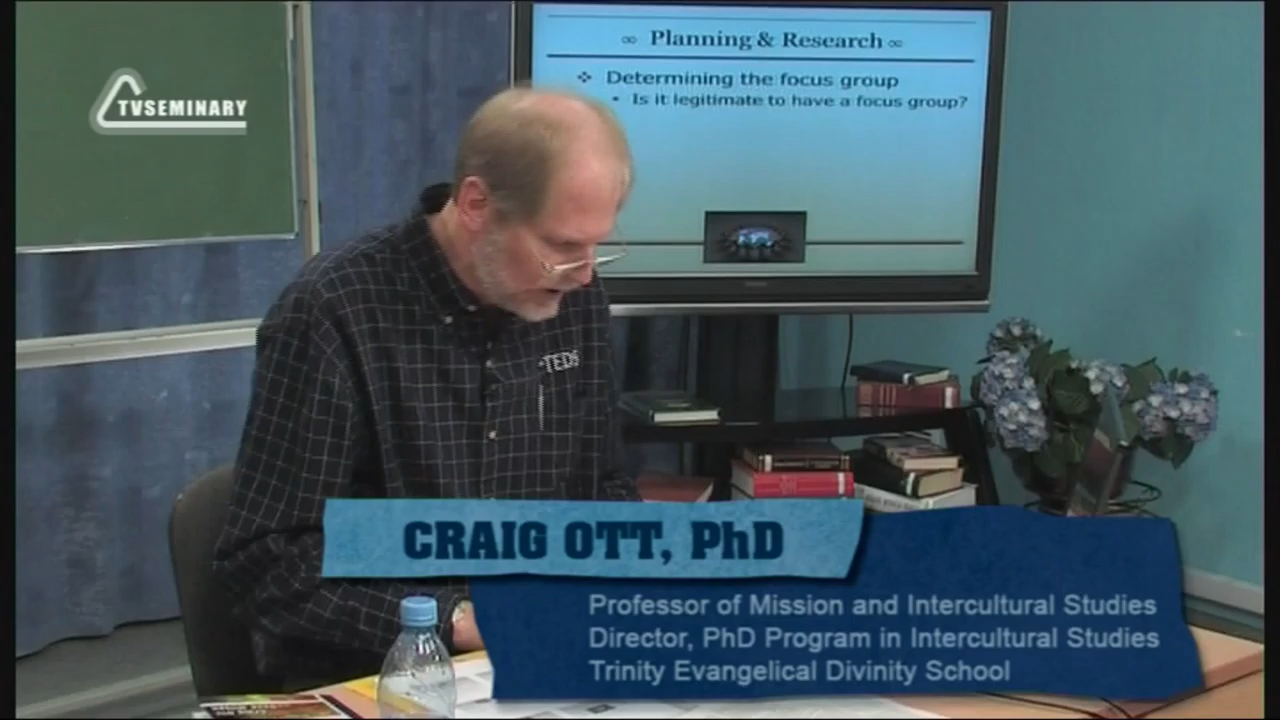 TVSEMINARY
∞ Planning & Research ∞
❖ Determining the focus group
• Is it legitimate to have a focus group?
TEDS
CRAIG OTT, PhD
Professor of Mission and Intercultural Studies
Director, PhD Program in Intercultural Studies
Trinity Evangelical Divinity School